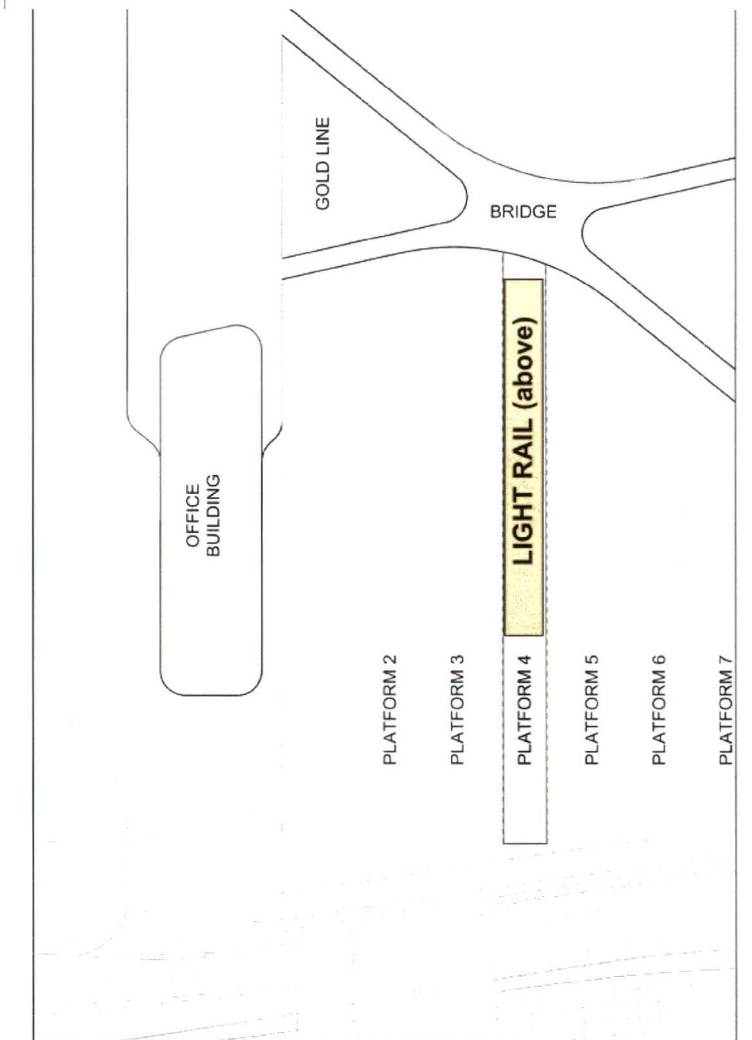 GOLD LINE
BRIDGE
LIGHT RAIL (above)
OFFICE
BUILDING
PLATFORM 2
PLATFORM 3
PLATFORM 4
PLATFORM 5
PLATFORM 6
PLATFORM 7